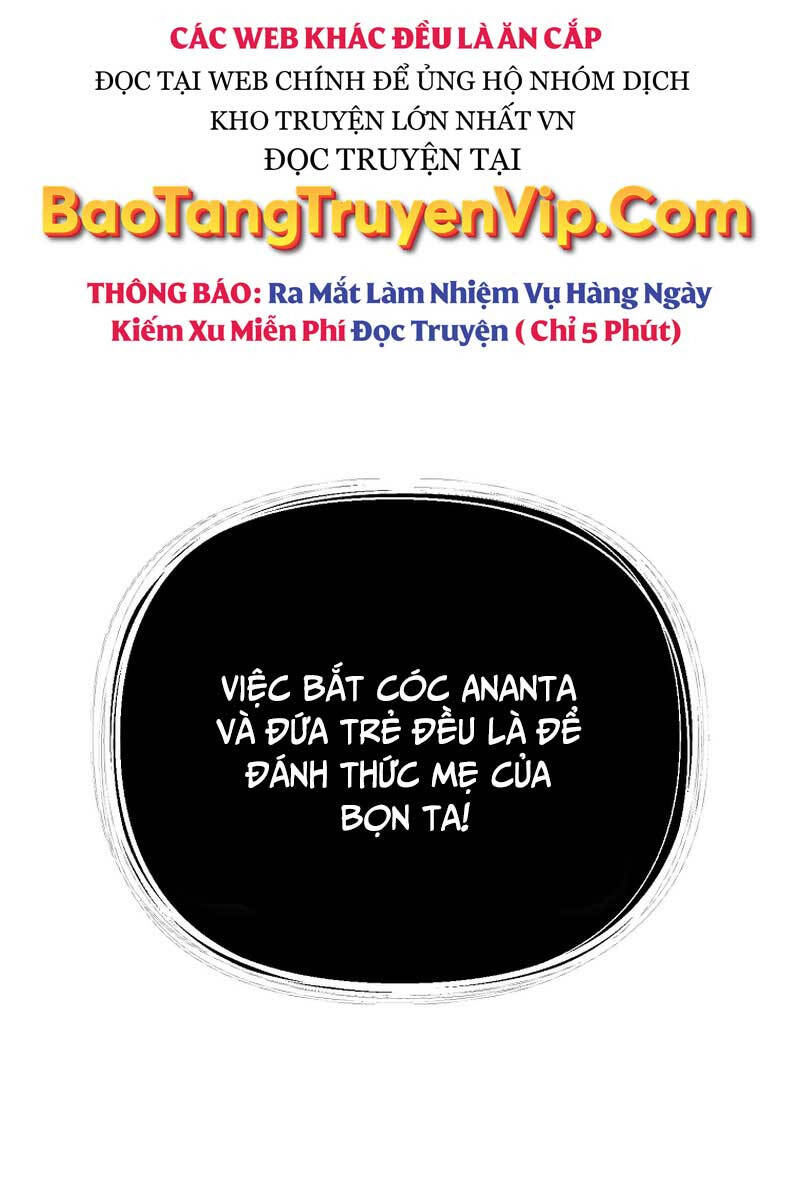 CÁC WEB KHÁC ĐỀU LÀ ĂN CẮP
ĐỌC TẠI WEB CHÍNH ĐỂ ỦNG HỘ NHÓM DỊCH
KHO TRUYỆN LỚN NHẤT VN
ĐỌC TRUYỆN TẠI
BaoTangTruyenVip.Com
THÔNG BÁO: Ra Mắt Làm Nhiệm Vụ Hàng Ngày
Kiếm Xu Miễn Phí Đọc Truyện ( Chỉ 5 Phút)
VIỆC BẮT CÓC ANANTA
VÀ ĐỨA TRẺ ĐỀU LÀ ĐỂ
ĐÁNH THỨC MẸ CỦA
BỌN TA!